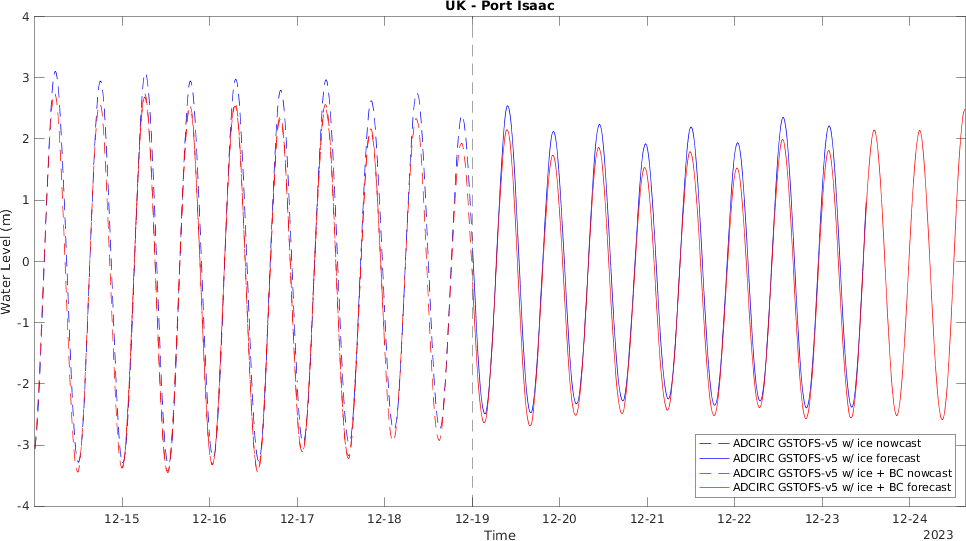 UK - Port Isaac
4
3
2
1
0
-1
-2
-3
-4
Water Level (m)
12-15
12-16
12-17
12-18
12-19
12-20
12-21
12-22
12-23
12-24
Time
2023
ADCIRC GSTOFS-v5 w/ ice nowcast
ADCIRC GSTOFS-v5 w/ ice forecast
ADCIRC GSTOFS-v5 w/ ice + BC nowcast
ADCIRC GSTOFS-v5 w/ ice + BC forecast